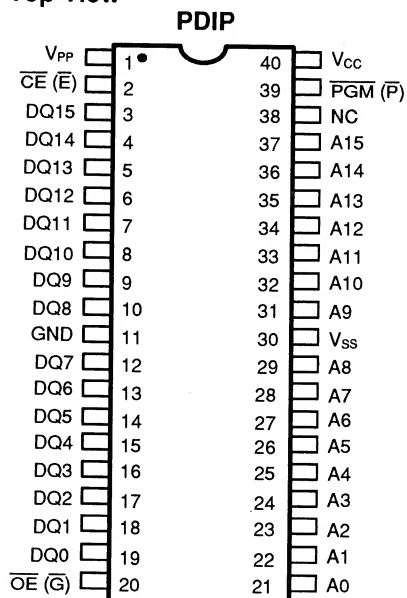 PDIP
VPP 1 40 VCC
CE (E) 2 39 PGM (P)
DQ15 3 38 NC
DQ14 4 37 A15
DQ13 5 36 A14
DQ12 6 35 A13
DQ11 7 34 A12
DQ10 8 33 A11
DQ9 9 32 A10
DQ8 10 31 A9
GND 11 30 VSS
DQ7 12 29 A8
DQ6 13 28 A7
DQ5 14 27 A6
DQ4 15 26 A5
DQ3 16 25 A4
DQ2 17 24 A3
DQ1 18 23 A2
DQ0 19 22 A1
OE (G) 20 21 A0